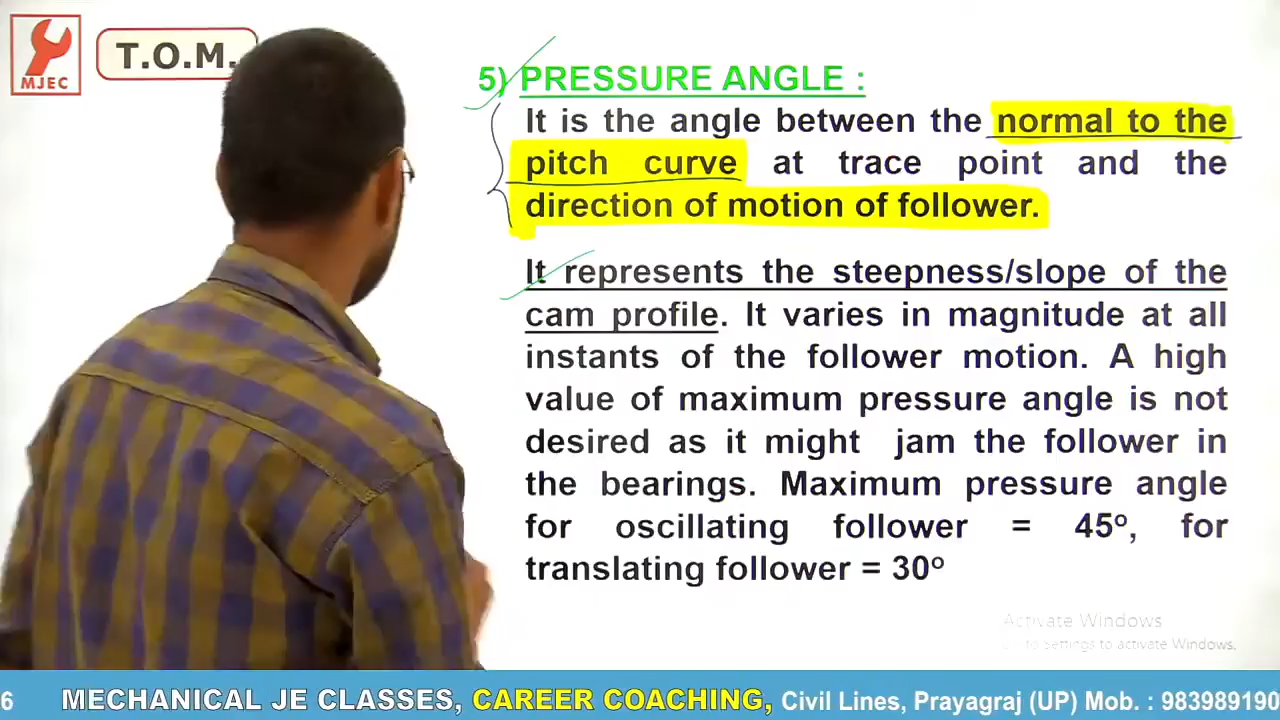 MJEC
T.O.M.
5) PRESSURE ANGLE :
It is the angle between the normal to the
pitch curve at trace point and the
direction of motion of follower.
It represents the steepness/slope of the
cam profile. It varies in magnitude at all
instants of the follower motion. A high
value of maximum pressure angle is not
desired as it might jam the follower in
the bearings. Maximum pressure angle
for oscillating follower = 45º, for
translating follower = 30º
Activate Windows
to Settings to activate Windows.
6 MECHANICAL JE CLASSES, CAREER COACHING, Civil Lines, Prayagraj (UP) Mob. : 983989190